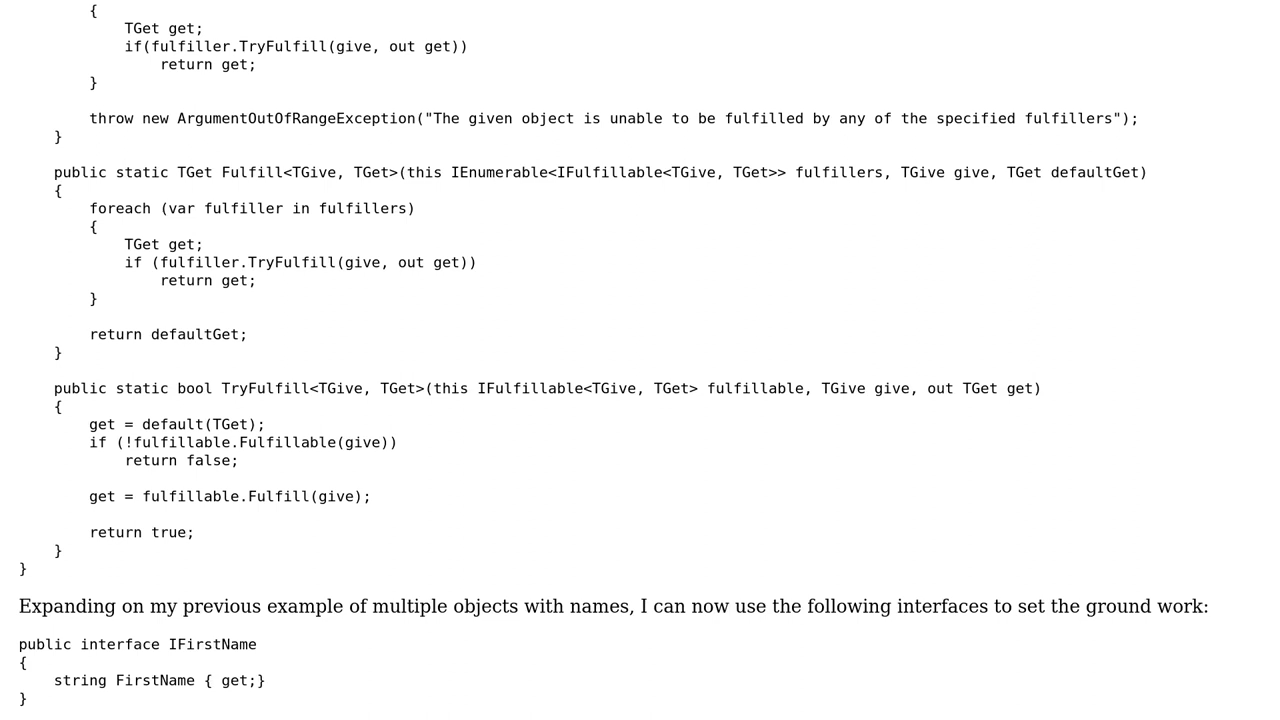 {
            TGet get;
            if(fulfiller.TryFulfill(give, out get))
                return get;
        }

        throw new ArgumentOutOfRangeException("The given object is unable to be fulfilled by any of the specified fulfillers");
    }

    public static TGet Fulfill<TGive, TGet>(this IEnumerable<IFulfillable<TGive, TGet>> fulfillers, TGive give, TGet defaultGet)
    {
        foreach (var fulfiller in fulfillers)
        {
            TGet get;
            if (fulfiller.TryFulfill(give, out get))
                return get;
        }

        return defaultGet;
    }

    public static bool TryFulfill<TGive, TGet>(this IFulfillable<TGive, TGet> fulfillable, TGive give, out TGet get)
    {
        get = default(TGet);
        if (!fulfillable.Fulfillable(give))
            return false;

        get = fulfillable.Fulfill(give);

        return true;
    }
}
Expanding on my previous example of multiple objects with names, I can now use the following interfaces to set the ground work:
public interface IFirstName
{
    string FirstName { get;}
}